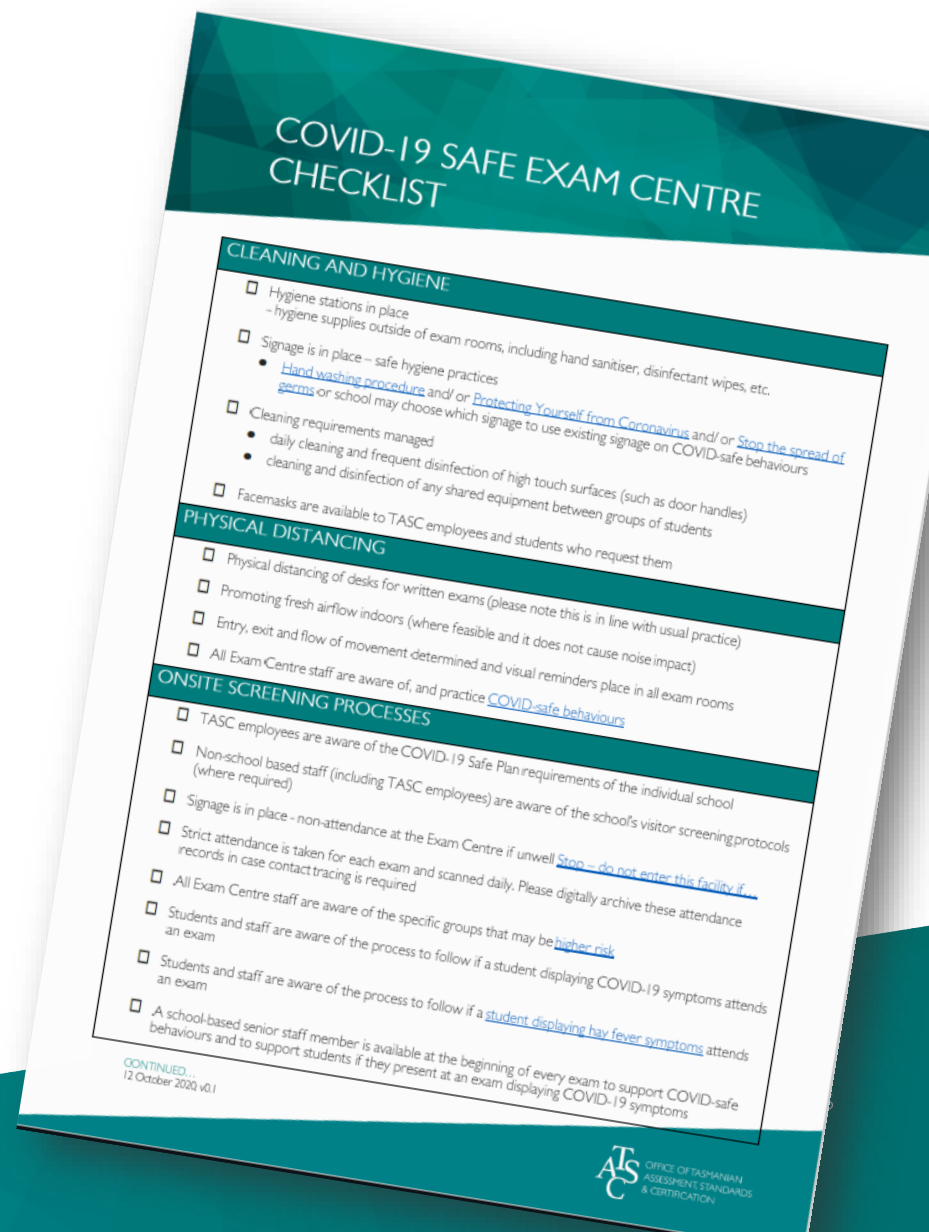 COVID-19 SAFE EXAM CENTRE
CHECKLIST
CLEANING AND HYGIENE
☐ Hygiene stations in place
- hygiene supplies outside of exam rooms, including hand sanitiser, disinfectant wipes, etc.
☐ Signage is in place – safe hygiene practices
• Hand washing procedure and/ or Protecting Yourself from Coronavirus and/ or Stop the spread of
germs or school may choose which signage to use existing signage on COVID-safe behaviours
☐ Cleaning requirements managed
• daily cleaning and frequent disinfection of high touch surfaces (such as door handles)
• cleaning and disinfection of any shared equipment between groups of students
☐ Facemasks are available to TASC employees and students who request them
PHYSICAL DISTANCING
☐ Physical distancing of desks for written exams (please note this is in line with usual practice)
☐ Promoting fresh airflow indoors (where feasible and it does not cause noise impact)
☐ Entry, exit and flow of movement determined and visual reminders place in all exam rooms
☐ All Exam Centre staff are aware of, and practice COVID-safe behaviours
ONSITE SCREENING PROCESSES
☐ TASC employees are aware of the COVID-19 Safe Plan requirements of the individual school
☐ Non-school based staff (including TASC employees) are aware of the school's visitor screening protocols
(where required)
☐ Signage is in place - non-attendance at the Exam Centre if unwell Stop – do not enter this facility if…
☐ Strict attendance is taken for each exam and scanned daily. Please digitally archive these attendance
records in case contact tracing is required
☐ All Exam Centre staff are aware of the specific groups that may be higher risk
☐ Students and staff are aware of the process to follow if a student displaying COVID-19 symptoms attends
an exam
☐ Students and staff are aware of the process to follow if a student displaying hay fever symptoms attends
an exam
☐ A school-based senior staff member is available at the beginning of every exam to support COVID-safe
behaviours and to support students if they present at an exam displaying COVID-19 symptoms
CONTINUED…
12 October 2020, v0.1
TASC
OFFICE OF TASMANIAN
ASSESSMENT, STANDARDS
& CERTIFICATION